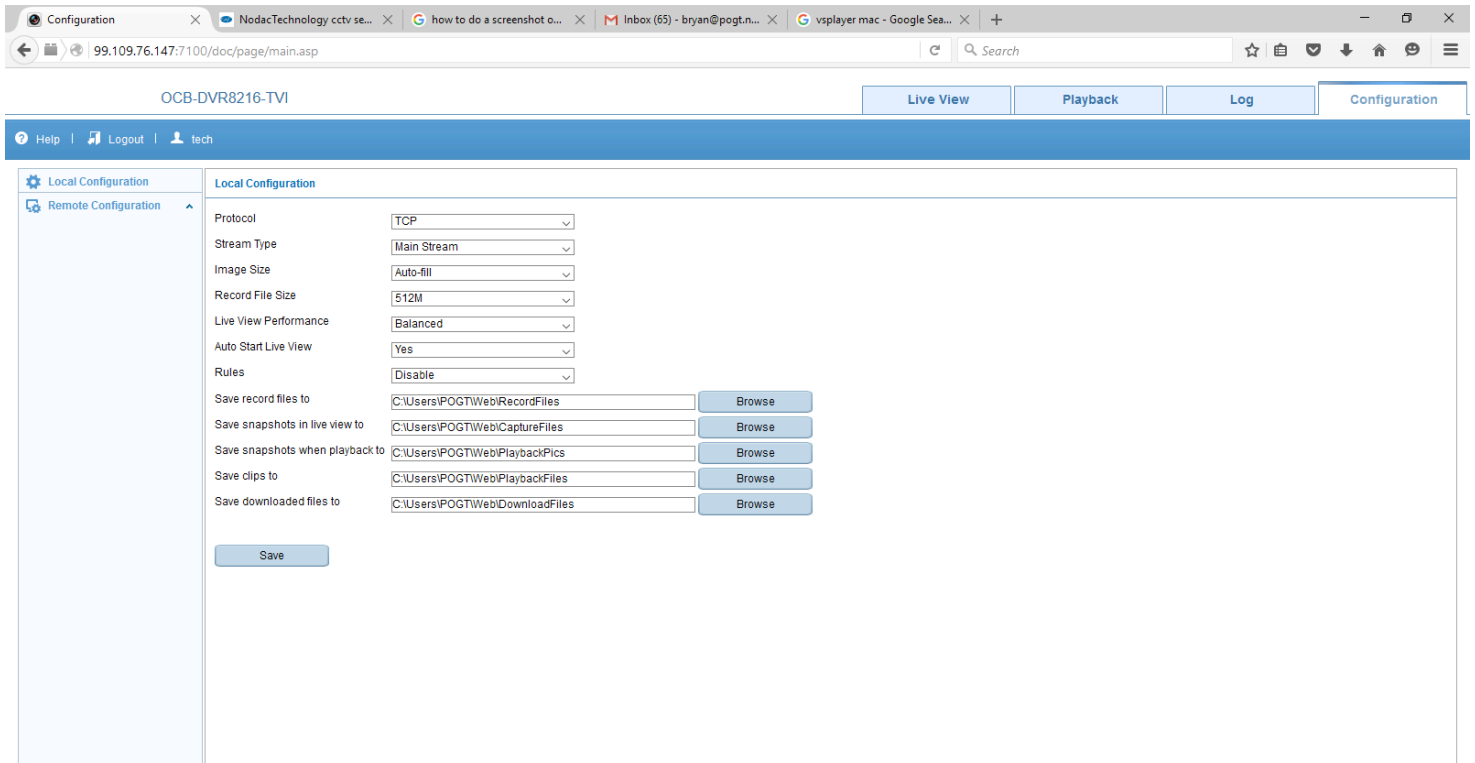 Configuration NodacTechnology cctv se... how to do a screenshot o... Inbox (65) - bryan@pogt.n... vsplayer mac - Google Sea...
99.109.76.147:7100/doc/page/main.asp Search
OCB-DVR8216-TVI Live View Playback Log Configuration
Help | Logout | tech
Local Configuration
Remote Configuration
Local Configuration
Protocol TCP
Stream Type Main Stream
Image Size Auto-fill
Record File Size 512M
Live View Performance Balanced
Auto Start Live View Yes
Rules Disable
Save record files to C:\Users\POGT\Web\RecordFiles Browse
Save snapshots in live view to C:\Users\POGT\Web\CaptureFiles Browse
Save snapshots when playback to C:\Users\POGT\Web\PlaybackPics Browse
Save clips to C:\Users\POGT\Web\PlaybackFiles Browse
Save downloaded files to C:\Users\POGT\Web\DownloadFiles Browse
Save